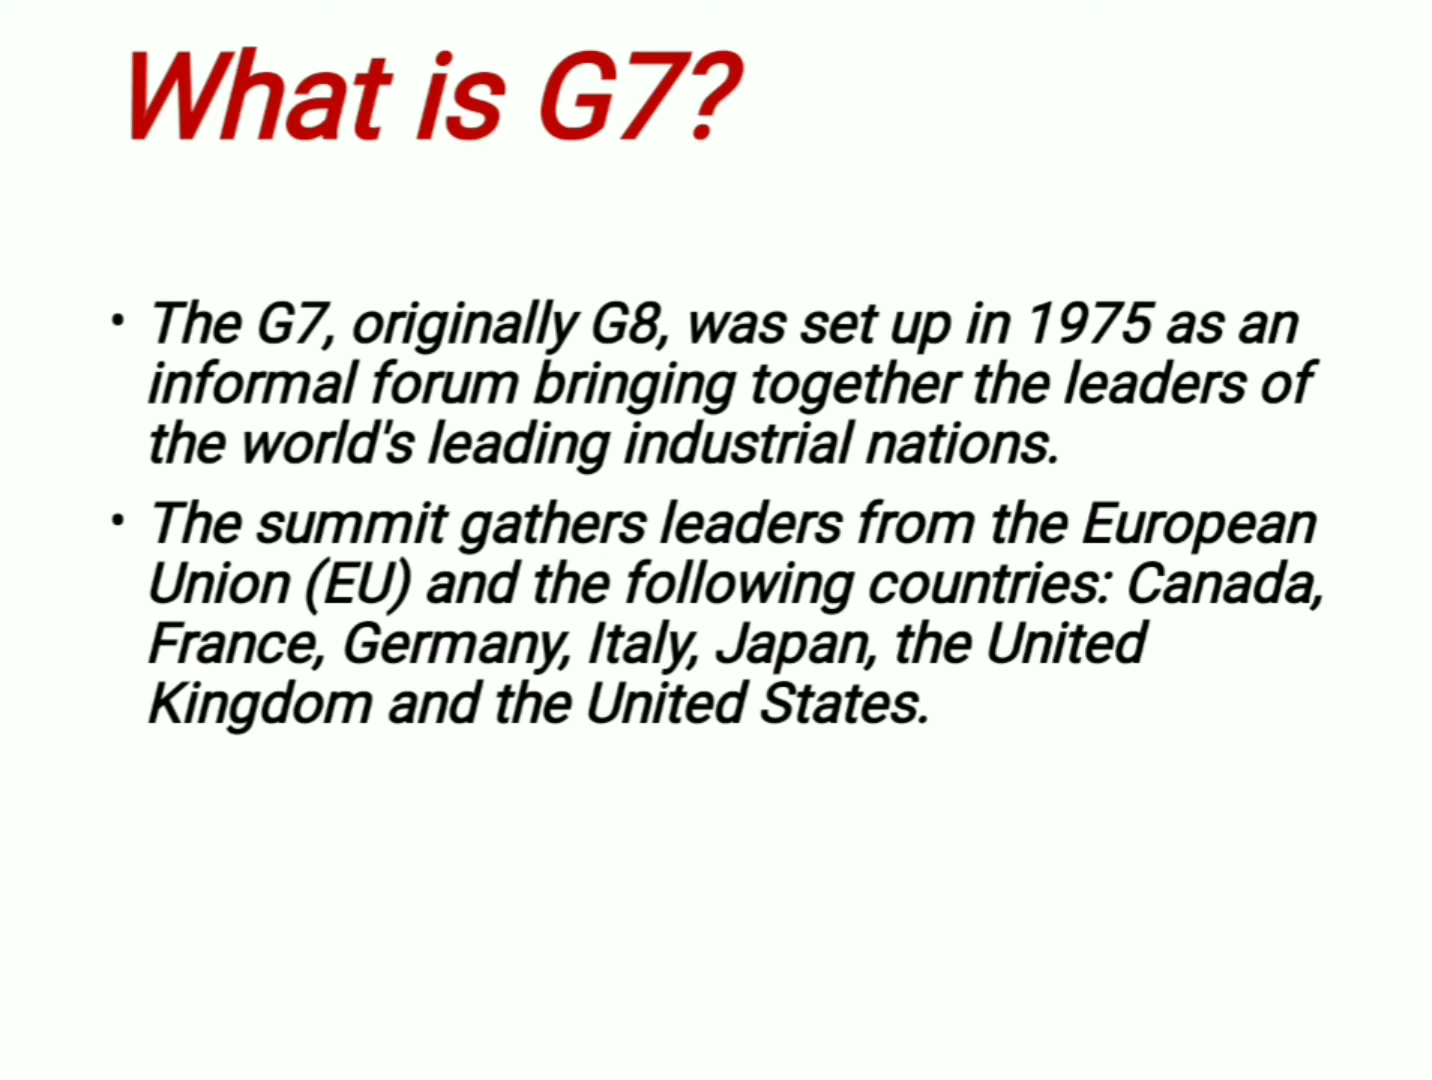 What is G7?
• The G7, originally G8, was set up in 1975 as an
informal forum bringing together the leaders of
the world's leading industrial nations.
• The summit gathers leaders from the European
Union (EU) and the following countries: Canada,
France, Germany, Italy, Japan, the United
Kingdom and the United States.